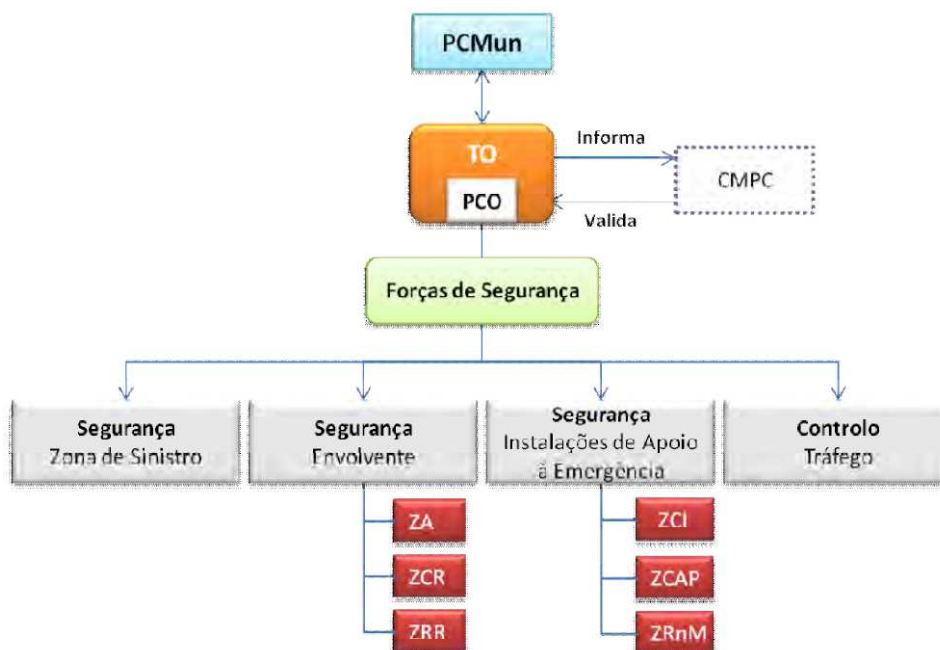 PCMun
TO
PCO
Informa
CMPC
Valida
Forças de Segurança
Segurança
Zona de Sinistro
Segurança
Envolvente
Segurança
Instalações de Apoio
à Emergência
Controlo
Tráfego
ZA
ZCR
ZRR
ZCI
ZCAP
ZRnM